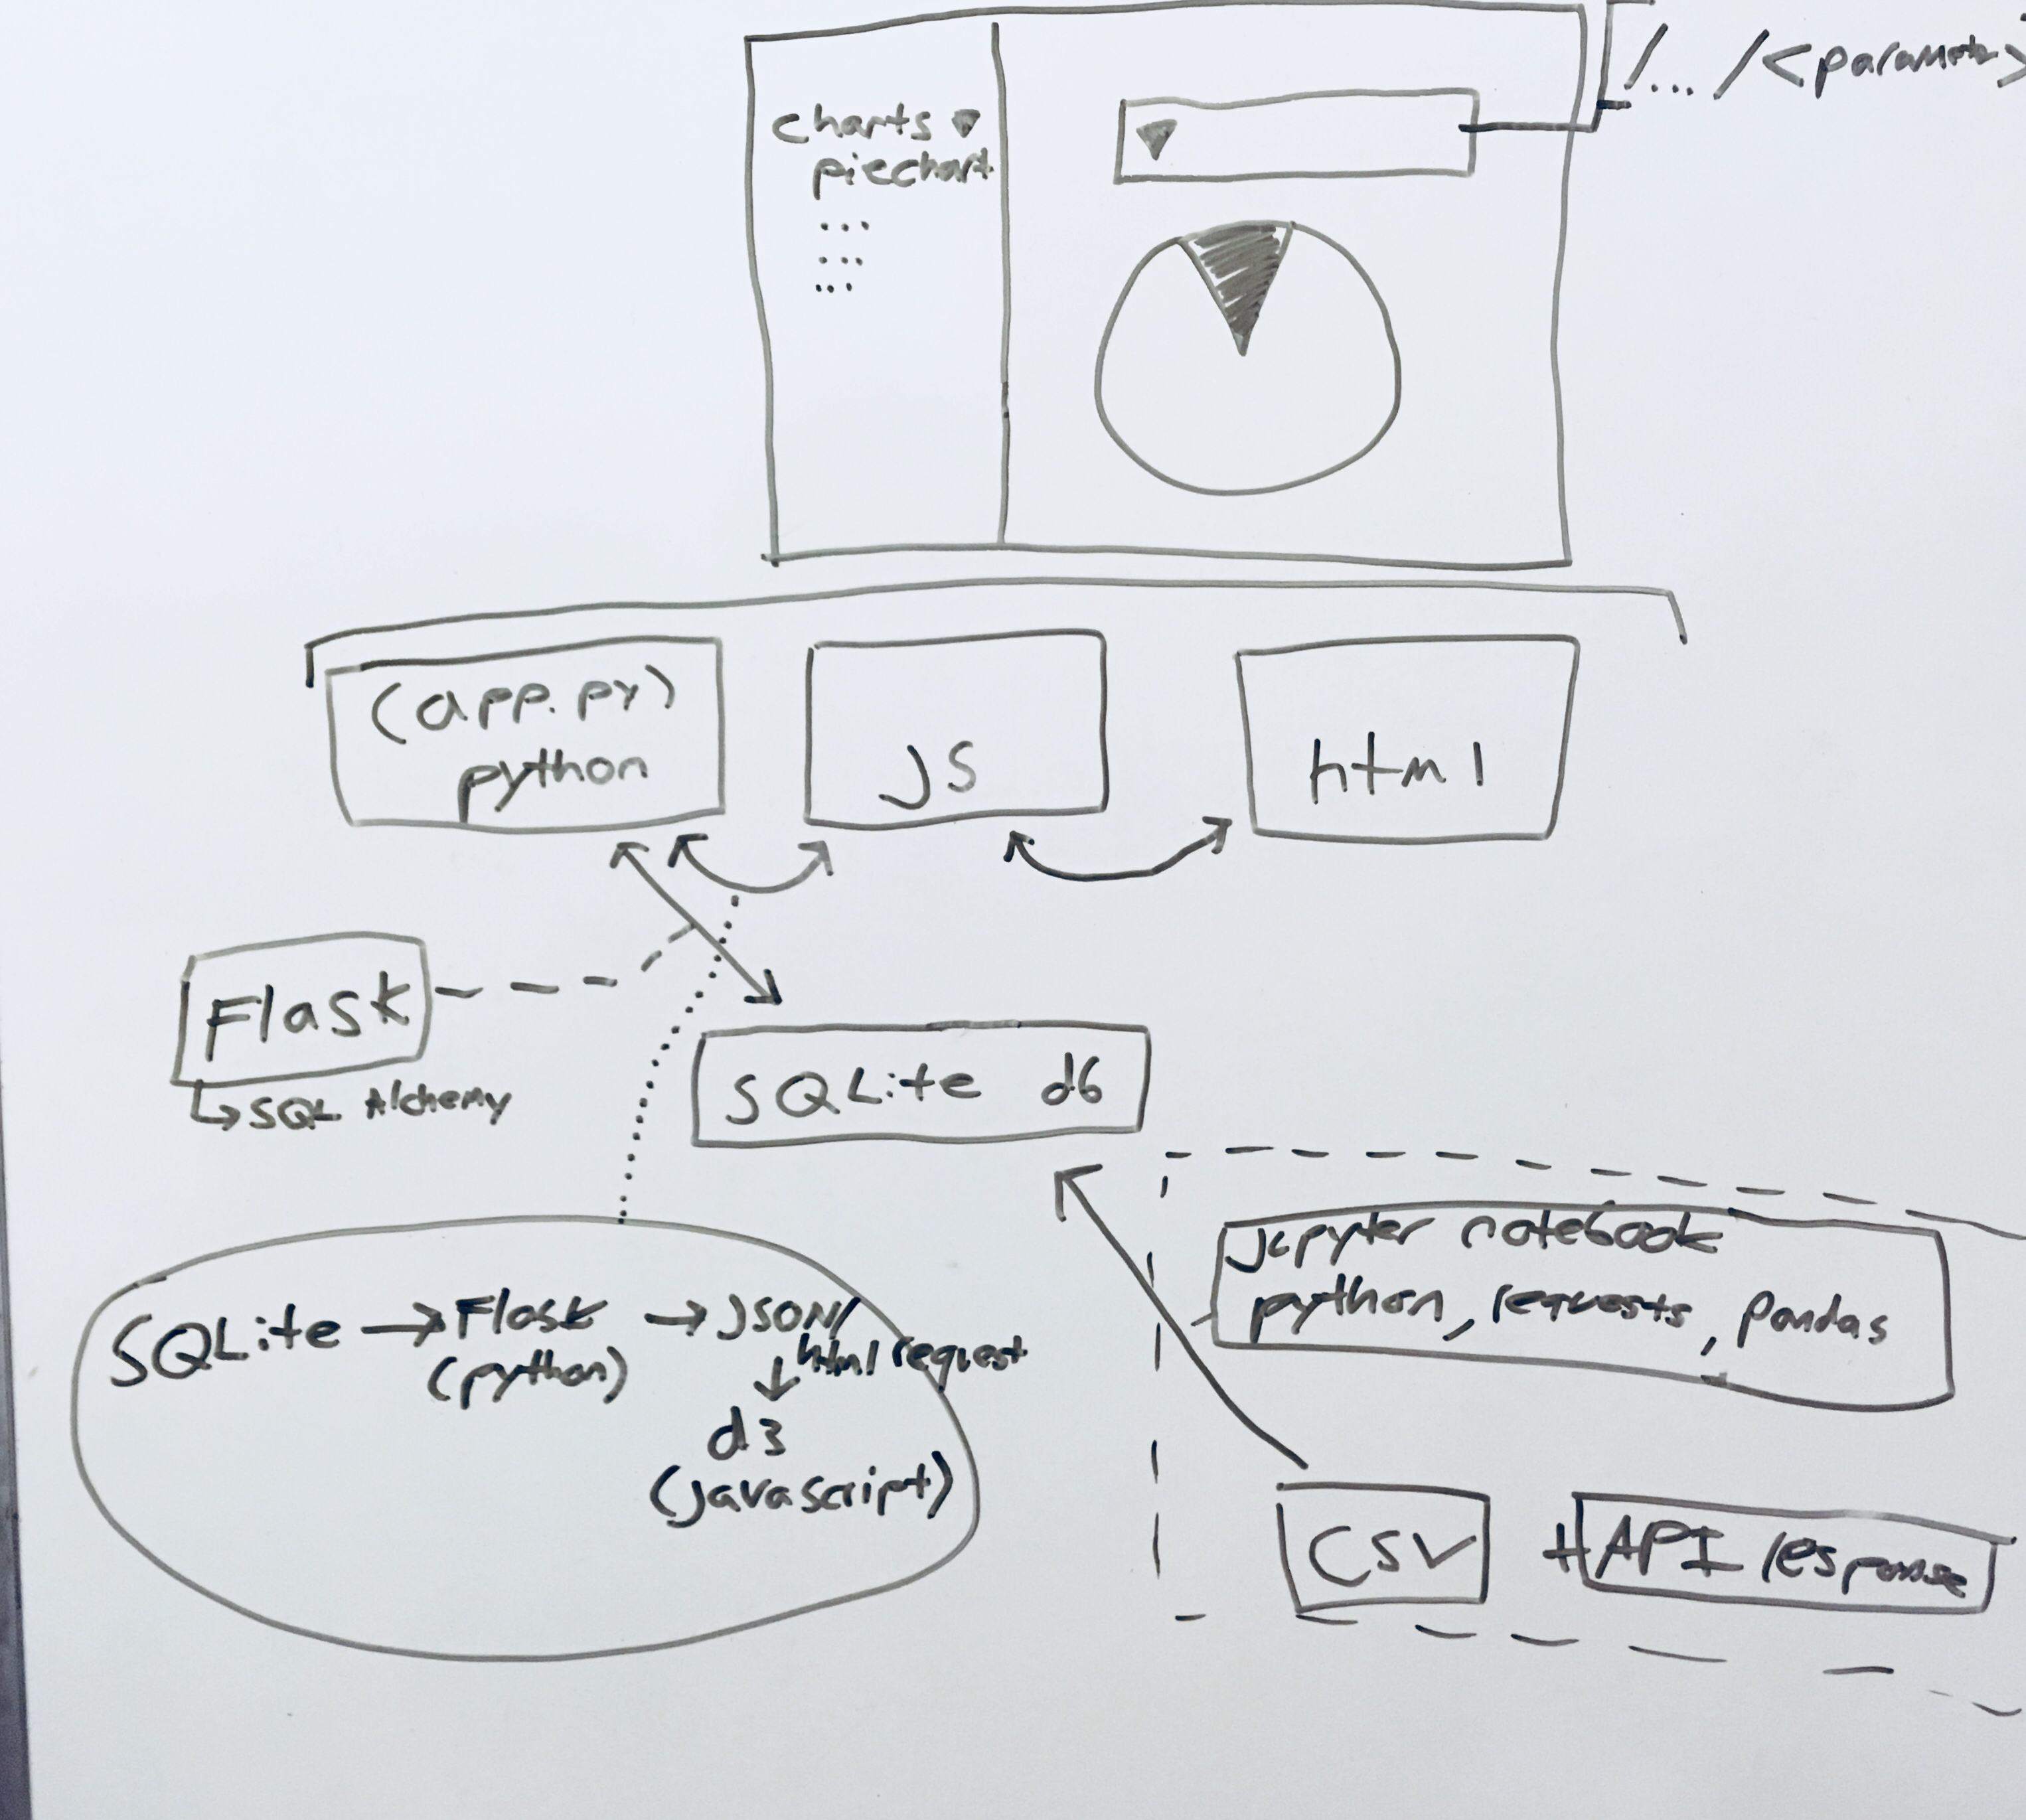 /... /<parameter>
charts
piechart
...
...
...
(app.py)
python
JS
html
Flask
SQL Alchemy
SQLite db
Jupyter notebook
python, requests, pandas
SQLite → Flask → JSON/
(python)
html request
d3
(javascript)
CSV + API response